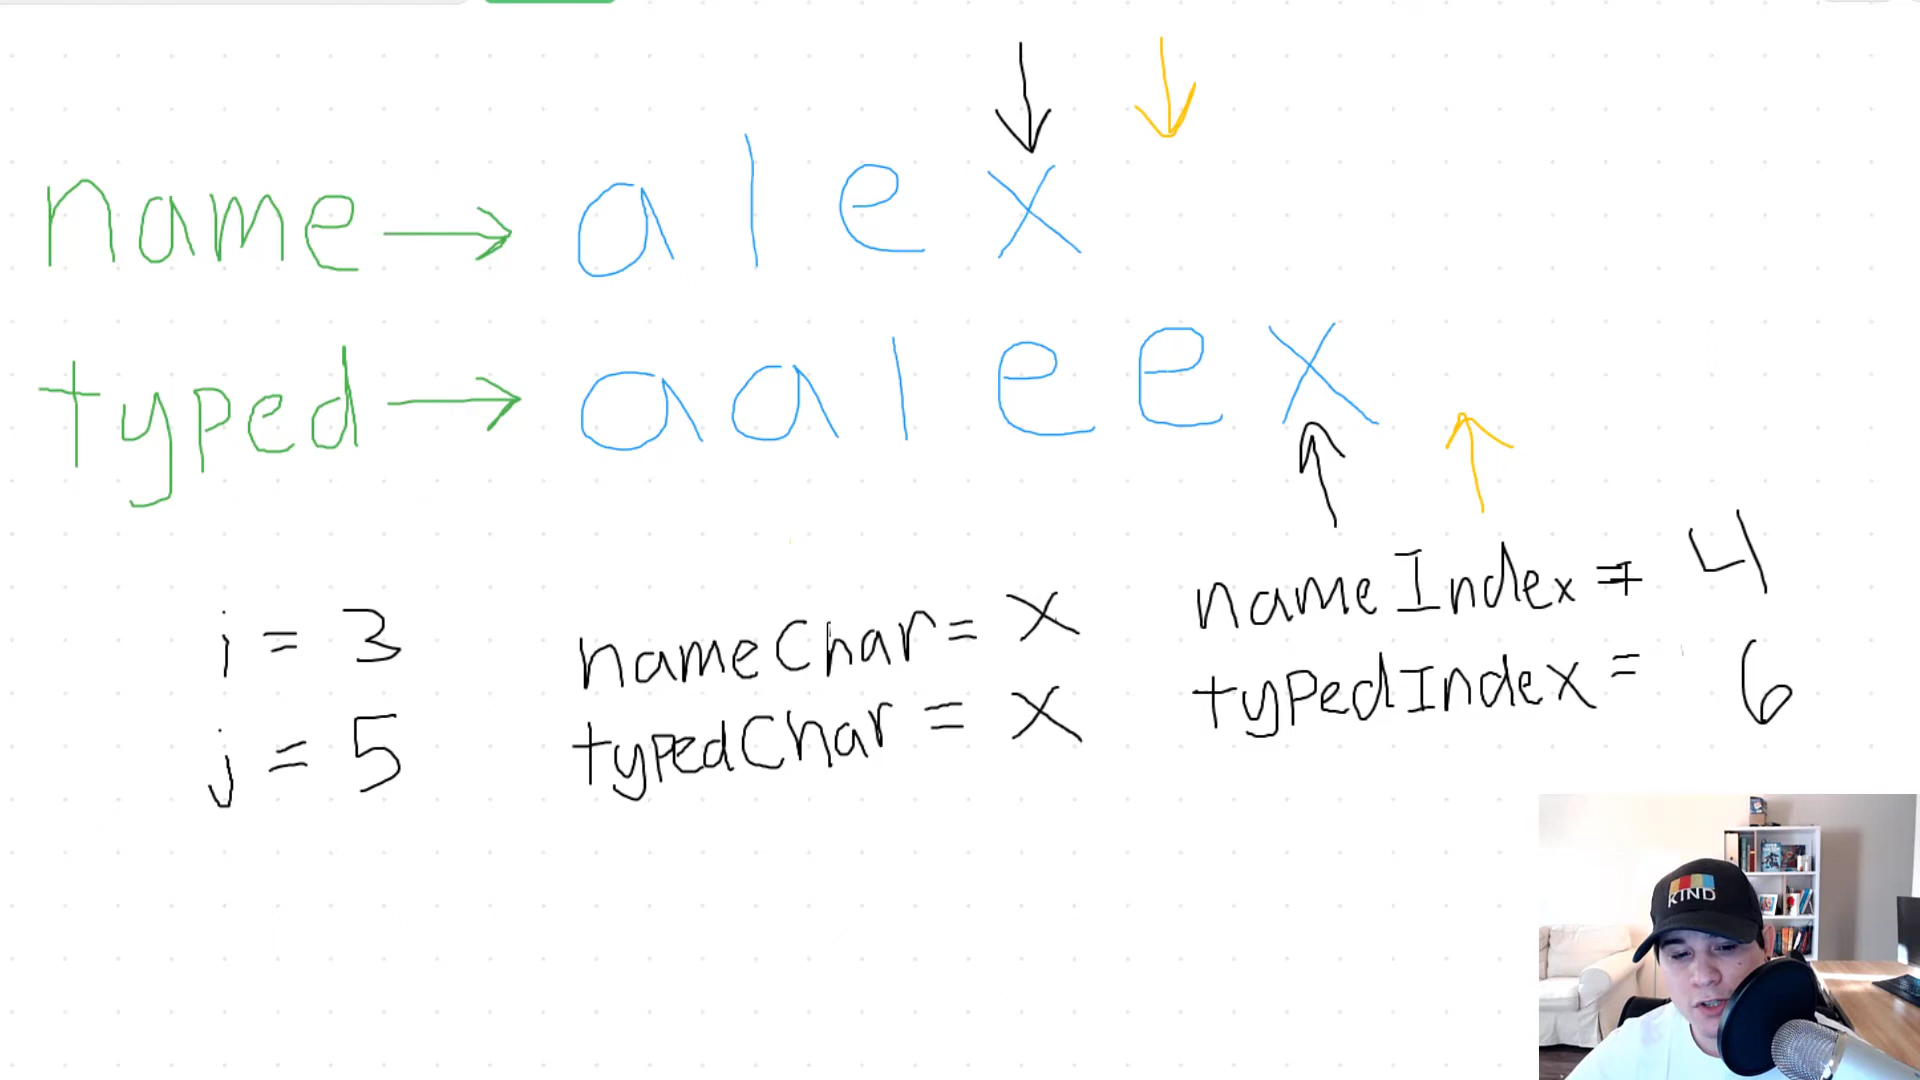 name → alex
typed → aaleex
i = 3
j = 5
nameChar = x
typedChar = x
nameIndex = 4
typedIndex = 6
KIND